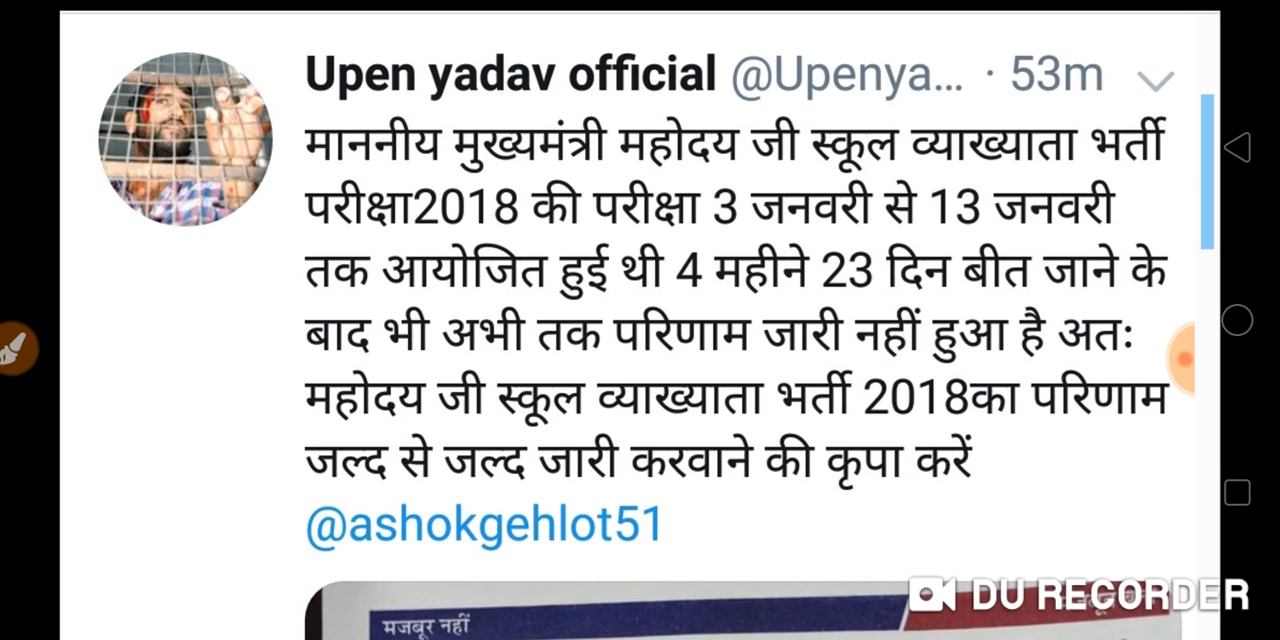 Upen yadav official @Upenya... · 53m
माननीय मुख्यमंत्री महोदय जी स्कूल व्याख्याता भर्ती
परीक्षा2018 की परीक्षा 3 जनवरी से 13 जनवरी
तक आयोजित हुई थी 4 महीने 23 दिन बीत जाने के
बाद भी अभी तक परिणाम जारी नहीं हुआ है अतः
महोदय जी स्कूल व्याख्याता भर्ती 2018का परिणाम
जल्द से जल्द जारी करवाने की कृपा करें
@ashokgehlot51
मजबूर नहीं
DU RECORDER